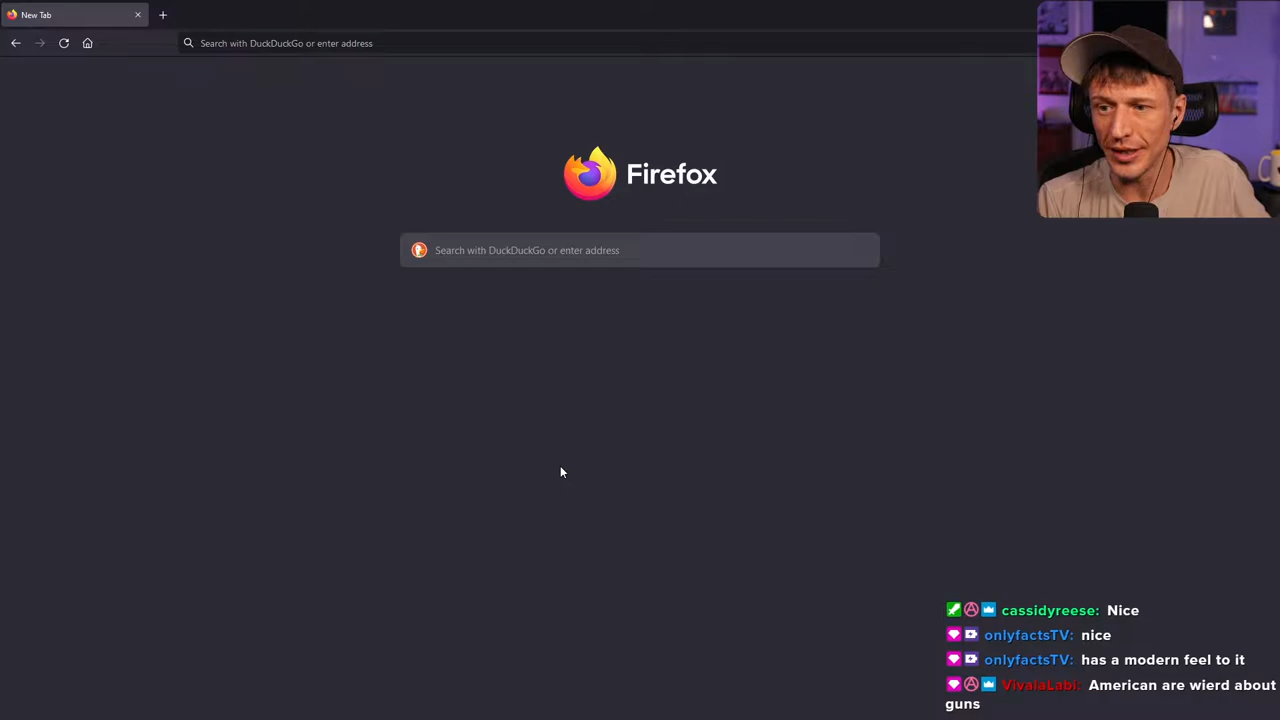 New Tab
Search with DuckDuckGo or enter address
Firefox
Search with DuckDuckGo or enter address
cassidyreese: Nice
onlyfactsTV: nice
onlyfactsTV: has a modern feel to it
VivalaLabi: American are wierd about
guns